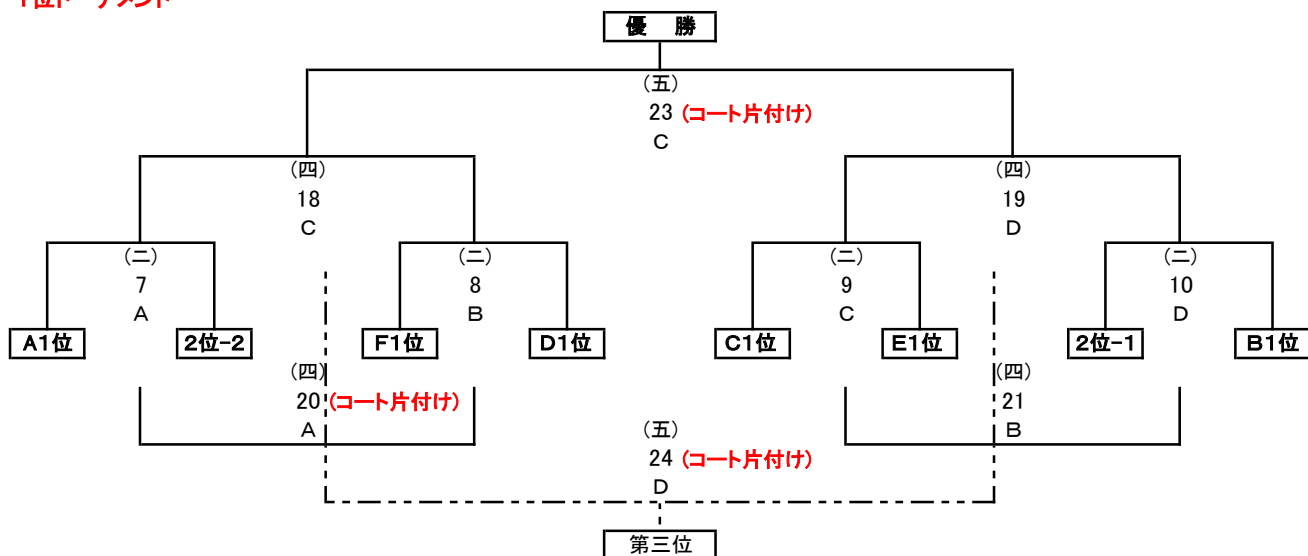 優　勝
(五)
23 (コート片付け)
C
(四)
18
C
(四)
19
D
(二)
7
A
(二)
8
B
(二)
9
C
(二)
10
D
A1位
2位-2
F1位
D1位
C1位
E1位
2位-1
B1位
(四)
20 (コート片付け)
A
(四)
21
B
(五)
24 (コート片付け)
D
第三位